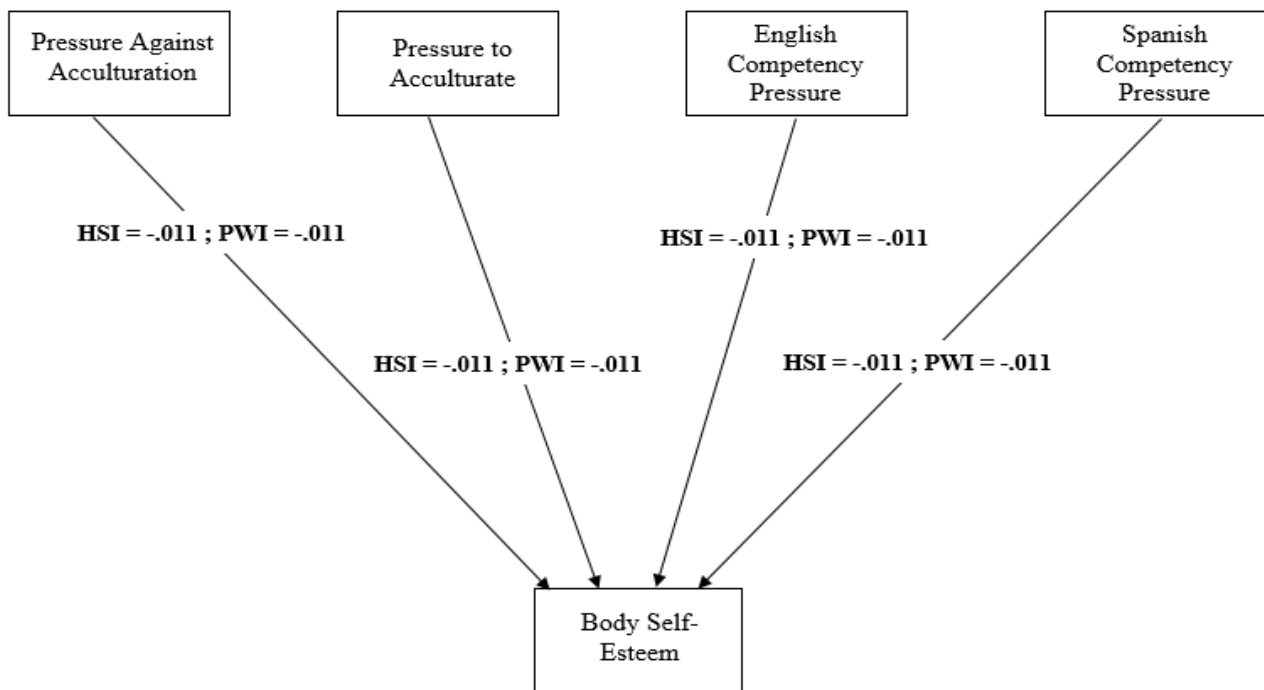 Pressure Against
Acculturation
Pressure to
Acculturate
English
Competency
Pressure
Spanish
Competency
Pressure
HSI = -.011 ; PWI = -.011
HSI = -.011 ; PWI = -.011
HSI = -.011 ; PWI = -.011
HSI = -.011 ; PWI = -.011
Body Self-
Esteem